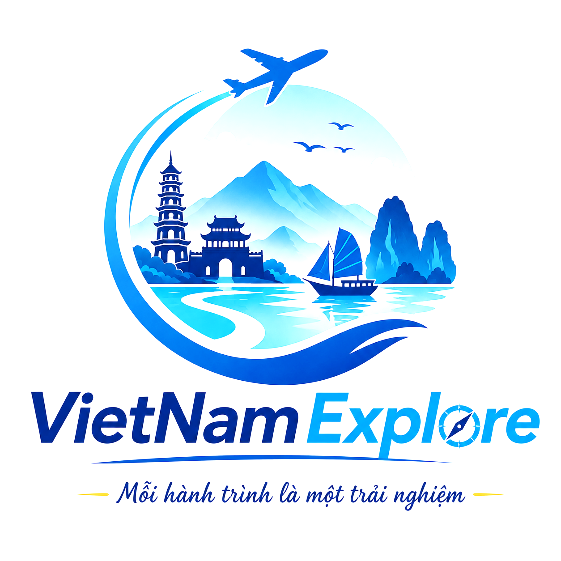 VietNam Explore
Mỗi hành trình là một trải nghiệm